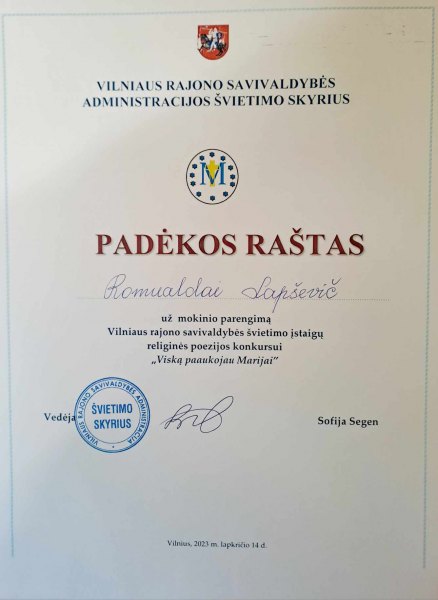 VILNIAUS RAJONO SAVIVALDYBĖS
ADMINISTRACIJOS ŠVIETIMO SKYRIUS
M
PADĖKOS RAŠTAS
Romualdai Lapševič
už mokinio parengimą
Vilniaus rajono savivaldybės švietimo įstaigų
religinės poezijos konkursui
„Viską paaukojau Marijai“
Vedėja
VILNIAUS RAJONO SAVIVALDYBĖS ADMINISTRACIJA
ŠVIETIMO
SKYRIUS
Sofija Segen
Vilnius, 2023 m. lapkričio 14 d.